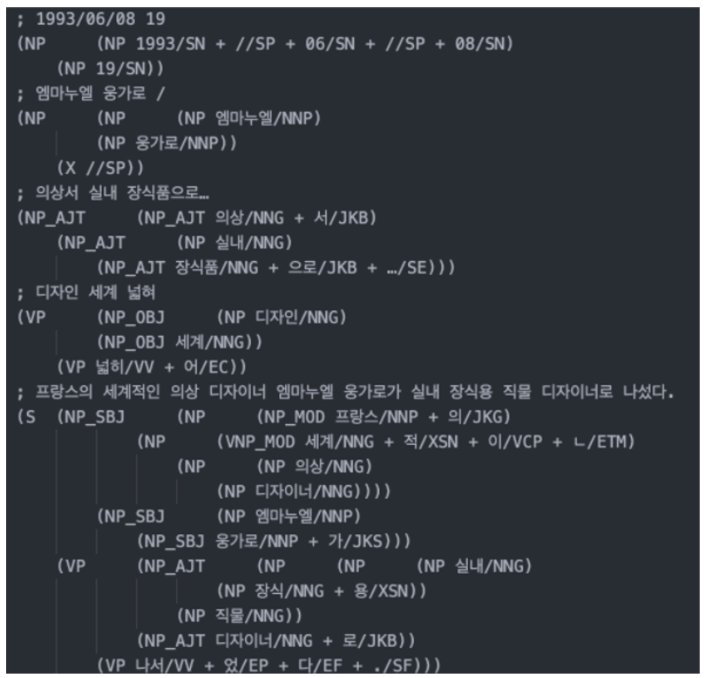 ; 1993/06/08 19
(NP (NP 1993/SN + //SP + 06/SN + //SP + 08/SN)
(NP 19/SN))
; 엠마누엘 웅가로 /
(NP (NP (NP 엠마누엘/NNP)
(NP 웅가로/NNP))
(X //SP))
; 의상서 실내 장식품으로…
(NP_AJT (NP_AJT 의상/NNG + 서/JKB)
(NP_AJT (NP 실내/NNG)
(NP_AJT 장식품/NNG + 으로/JKB + …/SE)))
; 디자인 세계 넓혀
(VP (NP_OBJ (NP 디자인/NNG)
(NP_OBJ 세계/NNG))
(VP 넓히/VV + 어/EC))
; 프랑스의 세계적인 의상 디자이너 엠마누엘 웅가로가 실내 장식용 직물 디자이너로 나섰다.
(S (NP_SBJ (NP (NP_MOD 프랑스/NNP + 의/JKG)
(NP (VNP_MOD 세계/NNG + 적/XSN + 이/VCP + ㄴ/ETM)
(NP (NP 의상/NNG)
(NP 디자이너/NNG))))
(NP_SBJ (NP 엠마누엘/NNP)
(NP_SBJ 웅가로/NNP + 가/JKS)))
(VP (NP_AJT (NP (NP (NP 실내/NNG)
(NP 장식/NNG + 용/XSN))
(NP 직물/NNG))
(NP_AJT 디자이너/NNG + 로/JKB))
(VP 나서/VV + 었/EP + 다/EF + ./SF)))